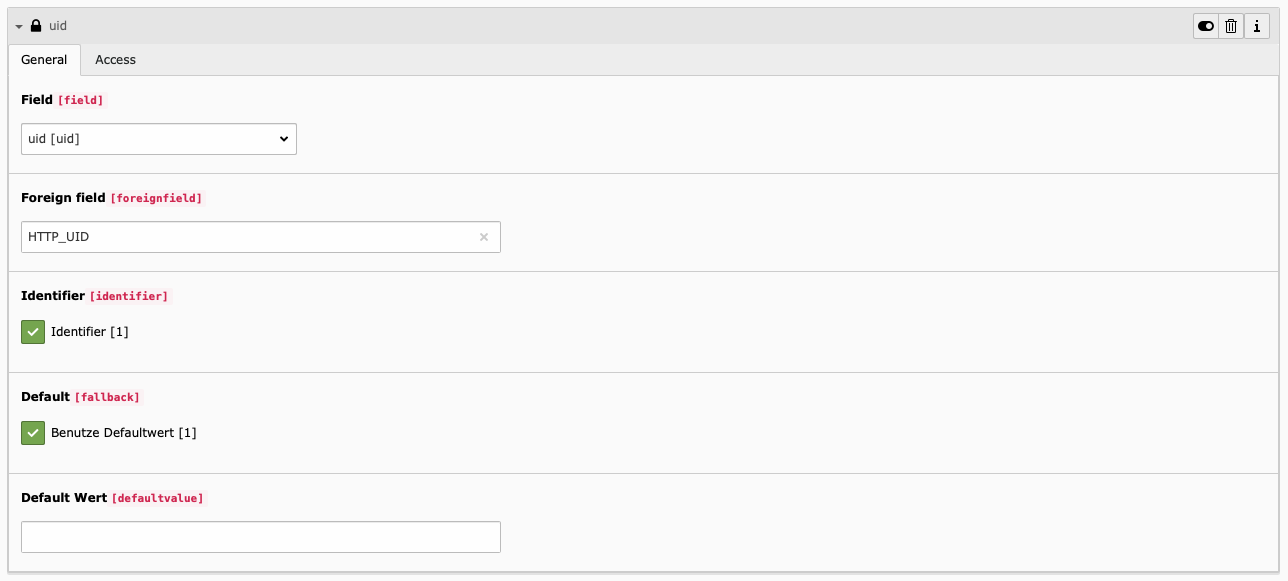 uid
General Access
Field [field]
uid [uid]
Foreign field [foreignfield]
HTTP_UID
Identifier [identifier]
Identifier [1]
Default [fallback]
Benutze Defaultwert [1]
Default Wert [defaultvalue]